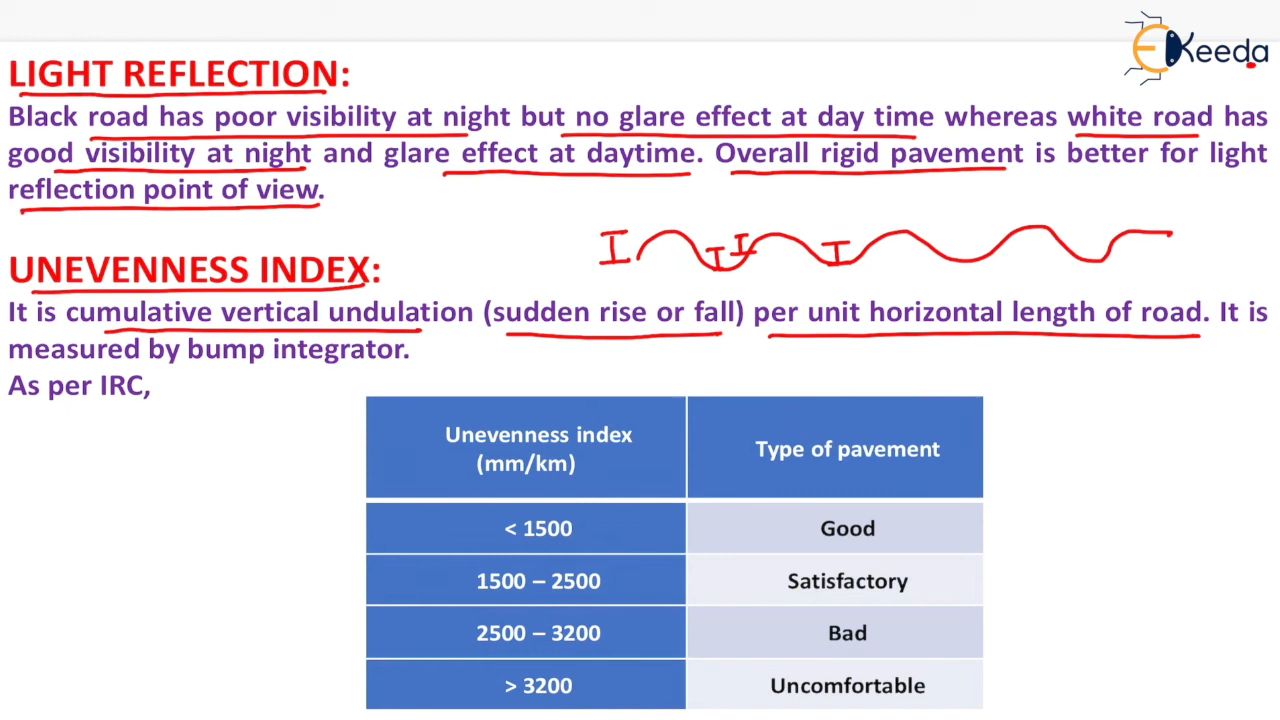 EKeeda
LIGHT REFLECTION:
Black road has poor visibility at night but no glare effect at day time whereas white road has
good visibility at night and glare effect at daytime. Overall rigid pavement is better for light
reflection point of view.
UNEVENNESS INDEX:
It is cumulative vertical undulation (sudden rise or fall) per unit horizontal length of road. It is
measured by bump integrator.
As per IRC,
Unevenness index
(mm/km)
Type of pavement
< 1500 Good
1500 – 2500 Satisfactory
2500 – 3200 Bad
> 3200 Uncomfortable